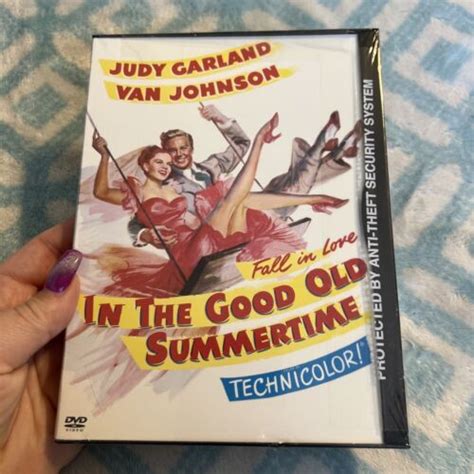 JUDY GARLAND
VAN JOHNSON
Fall in Love
IN THE GOOD OLD
SUMMERTIME
TECHNICOLOR!
DVD
VIDEO
PROTECTED BY ANTI-THEFT SECURITY SYSTEM